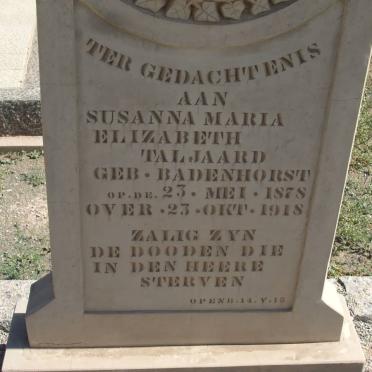 TER GEDACHTENIS
AAN
SUSANNA MARIA
ELIZABETH
TALJAARD
GEB · BADENHORST
OP. DE. 23 · MEI · 1878
OVER · 23 · OKT · 1918
ZALIG ZYN
DE DOODEN DIE
IN DEN HEERE
STERVEN
OPENB. 14. V. 13